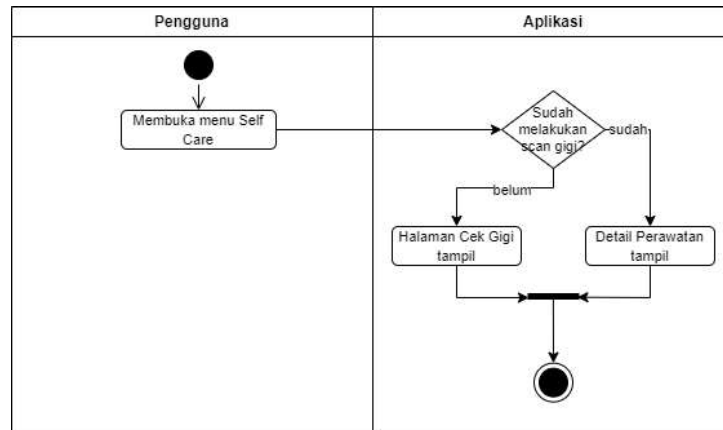 Pengguna
Aplikasi
Membuka menu Self
Care
Sudah
melakukan
scan gigi?
sudah
belum
Halaman Cek Gigi
tampil
Detail Perawatan
tampil